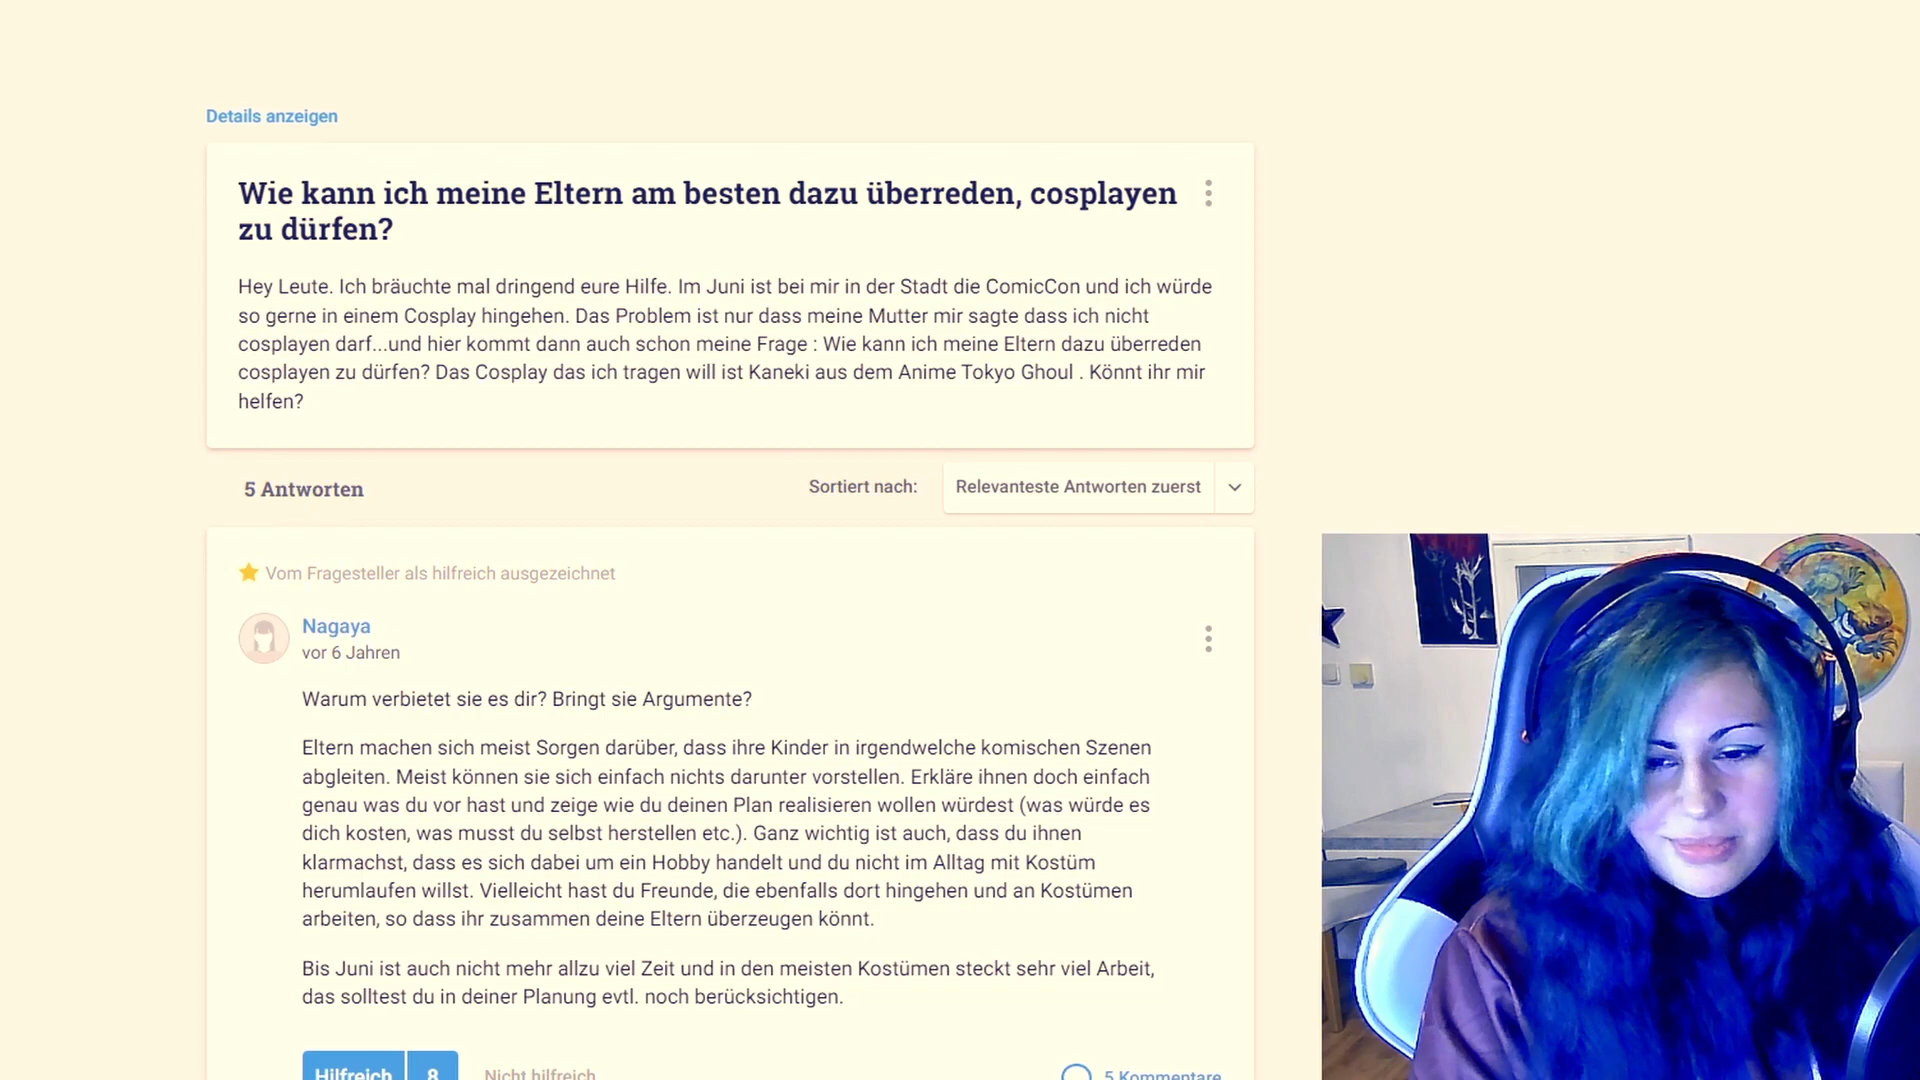 Details anzeigen
Wie kann ich meine Eltern am besten dazu überreden, cosplayen
zu dürfen?
Hey Leute. Ich bräuchte mal dringend eure Hilfe. Im Juni ist bei mir in der Stadt die ComicCon und ich würde
so gerne in einem Cosplay hingehen. Das Problem ist nur dass meine Mutter mir sagte dass ich nicht
cosplayen darf...und hier kommt dann auch schon meine Frage : Wie kann ich meine Eltern dazu überreden
cosplayen zu dürfen? Das Cosplay das ich tragen will ist Kaneki aus dem Anime Tokyo Ghoul . Könnt ihr mir
helfen?
5 Antworten
Sortiert nach:
Relevanteste Antworten zuerst
Vom Fragesteller als hilfreich ausgezeichnet
Nagaya
vor 6 Jahren
Warum verbietet sie es dir? Bringt sie Argumente?
Eltern machen sich meist Sorgen darüber, dass ihre Kinder in irgendwelche komischen Szenen
abgleiten. Meist können sie sich einfach nichts darunter vorstellen. Erkläre ihnen doch einfach
genau was du vor hast und zeige wie du deinen Plan realisieren wollen würdest (was würde es
dich kosten, was musst du selbst herstellen etc.). Ganz wichtig ist auch, dass du ihnen
klarmachst, dass es sich dabei um ein Hobby handelt und du nicht im Alltag mit Kostüm
herumlaufen willst. Vielleicht hast du Freunde, die ebenfalls dort hingehen und an Kostümen
arbeiten, so dass ihr zusammen deine Eltern überzeugen könnt.
Bis Juni ist auch nicht mehr allzu viel Zeit und in den meisten Kostümen steckt sehr viel Arbeit,
das solltest du in deiner Planung evtl. noch berücksichtigen.
Hilfreich 8
Nicht hilfreich
5 Kommentare